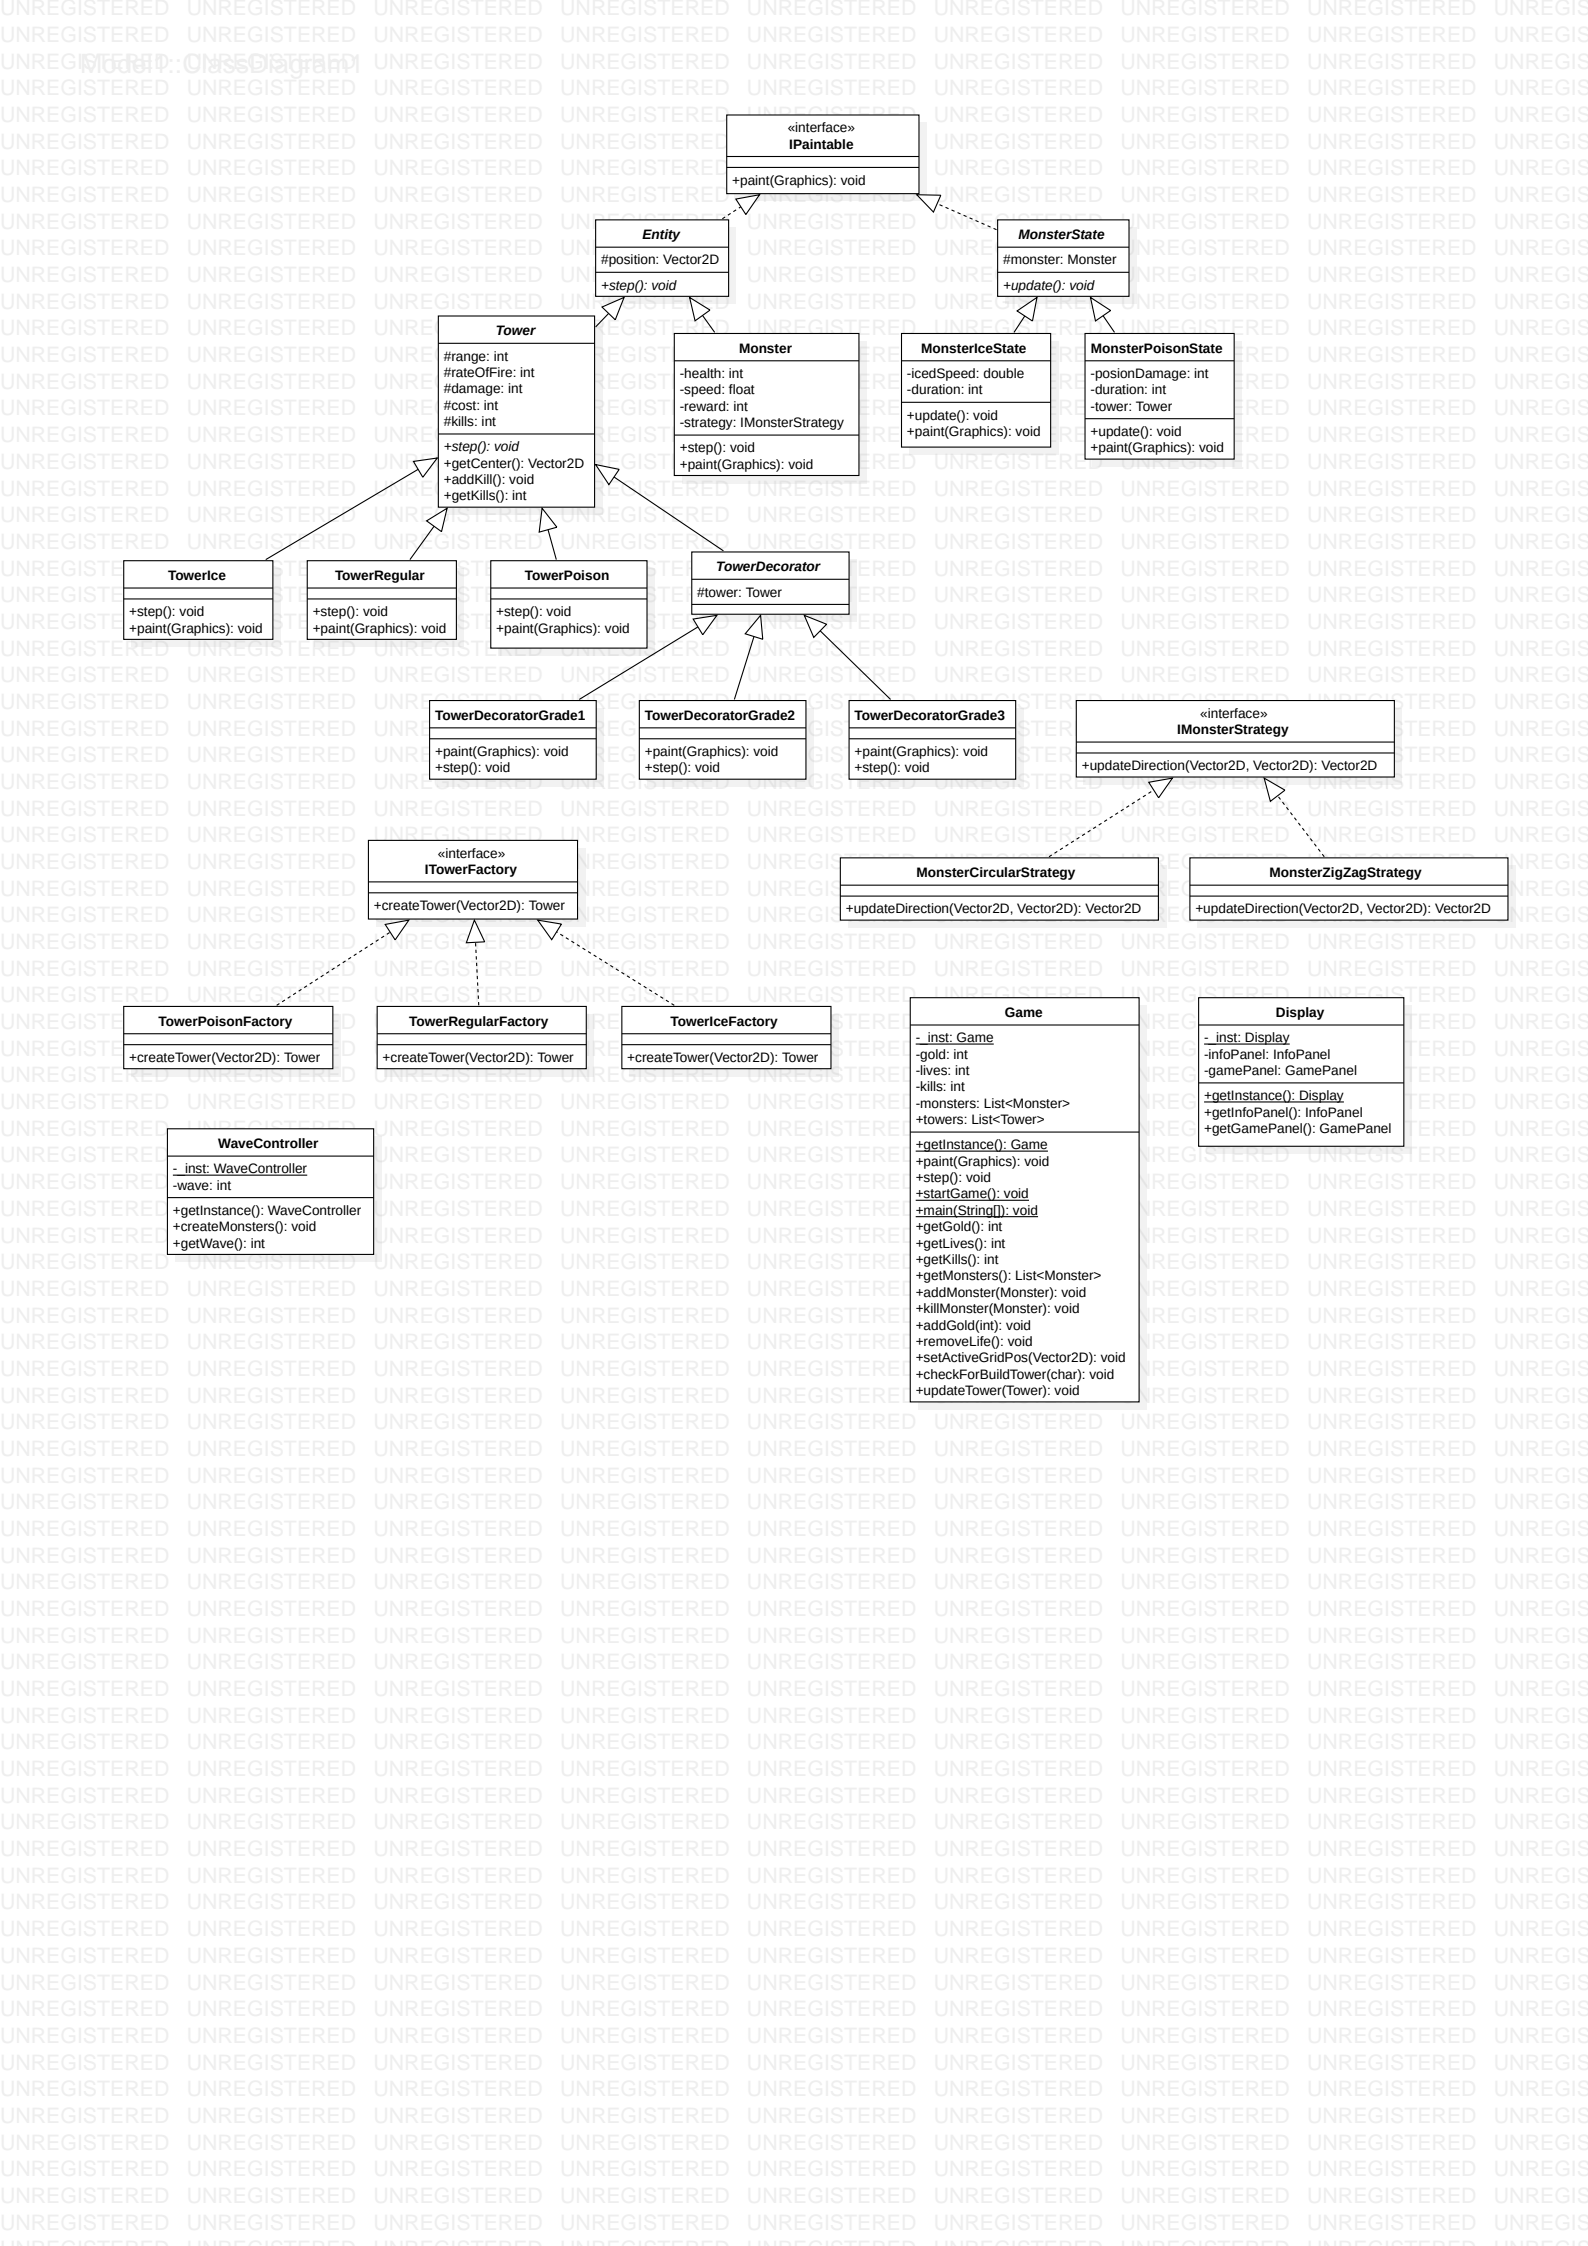 Model1::ClassDiagram1
«interface»
IPaintable
+paint(Graphics): void
Entity
#position: Vector2D
+step(): void
MonsterState
#monster: Monster
+update(): void
Tower
#range: int
#rateOfFire: int
#damage: int
#cost: int
#kills: int
+step(): void
+getCenter(): Vector2D
+addKill(): void
+getKills(): int
Monster
-health: int
-speed: float
-reward: int
-strategy: IMonsterStrategy
+step(): void
+paint(Graphics): void
MonsterIceState
-icedSpeed: double
-duration: int
+update(): void
+paint(Graphics): void
MonsterPoisonState
-posionDamage: int
-duration: int
-tower: Tower
+update(): void
+paint(Graphics): void
TowerIce
+step(): void
+paint(Graphics): void
TowerRegular
+step(): void
+paint(Graphics): void
TowerPoison
+step(): void
+paint(Graphics): void
TowerDecorator
#tower: Tower
TowerDecoratorGrade1
+paint(Graphics): void
+step(): void
TowerDecoratorGrade2
+paint(Graphics): void
+step(): void
TowerDecoratorGrade3
+paint(Graphics): void
+step(): void
«interface»
IMonsterStrategy
+updateDirection(Vector2D, Vector2D): Vector2D
«interface»
ITowerFactory
+createTower(Vector2D): Tower
MonsterCircularStrategy
+updateDirection(Vector2D, Vector2D): Vector2D
MonsterZigZagStrategy
+updateDirection(Vector2D, Vector2D): Vector2D
TowerPoisonFactory
+createTower(Vector2D): Tower
TowerRegularFactory
+createTower(Vector2D): Tower
TowerIceFactory
+createTower(Vector2D): Tower
Game
-_inst: Game
-gold: int
-lives: int
-kills: int
-monsters: List<Monster>
+towers: List<Tower>
+getInstance(): Game
+paint(Graphics): void
+step(): void
+startGame(): void
+main(String[]): void
+getGold(): int
+getLives(): int
+getKills(): int
+getMonsters(): List<Monster>
+addMonster(Monster): void
+killMonster(Monster): void
+addGold(int): void
+removeLife(): void
+setActiveGridPos(Vector2D): void
+checkForBuildTower(char): void
+updateTower(Tower): void
Display
-_inst: Display
-infoPanel: InfoPanel
-gamePanel: GamePanel
+getInstance(): Display
+getInfoPanel(): InfoPanel
+getGamePanel(): GamePanel
WaveController
-_inst: WaveController
-wave: int
+getInstance(): WaveController
+createMonsters(): void
+getWave(): int
UNREGISTERED